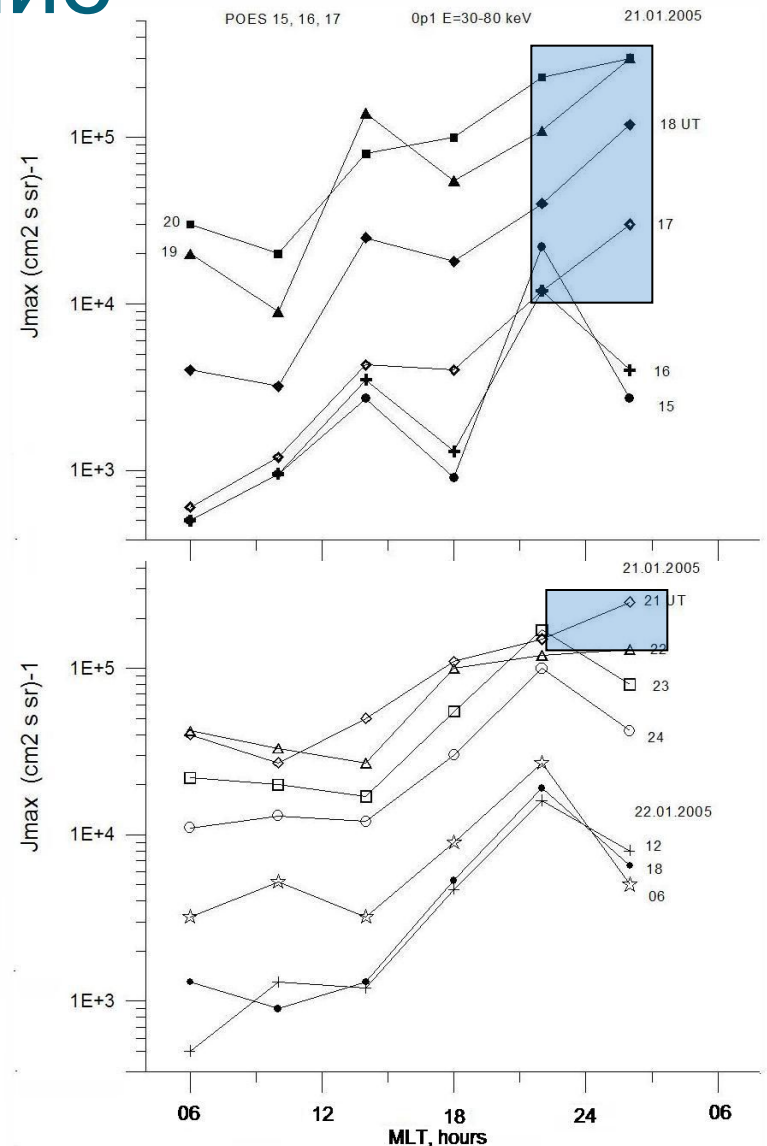 POES 15, 16, 17 0p1 E=30-80 keV 21.01.2005
1E+5
1E+4
1E+3
Jmax (cm2 s sr)-1
20
19
18 UT
17
16
15
21.01.2005
1E+5
1E+4
1E+3
Jmax (cm2 s sr)-1
21 UT
22
23
24
22.01.2005
12
18
06
06 12 18 24 06
MLT, hours